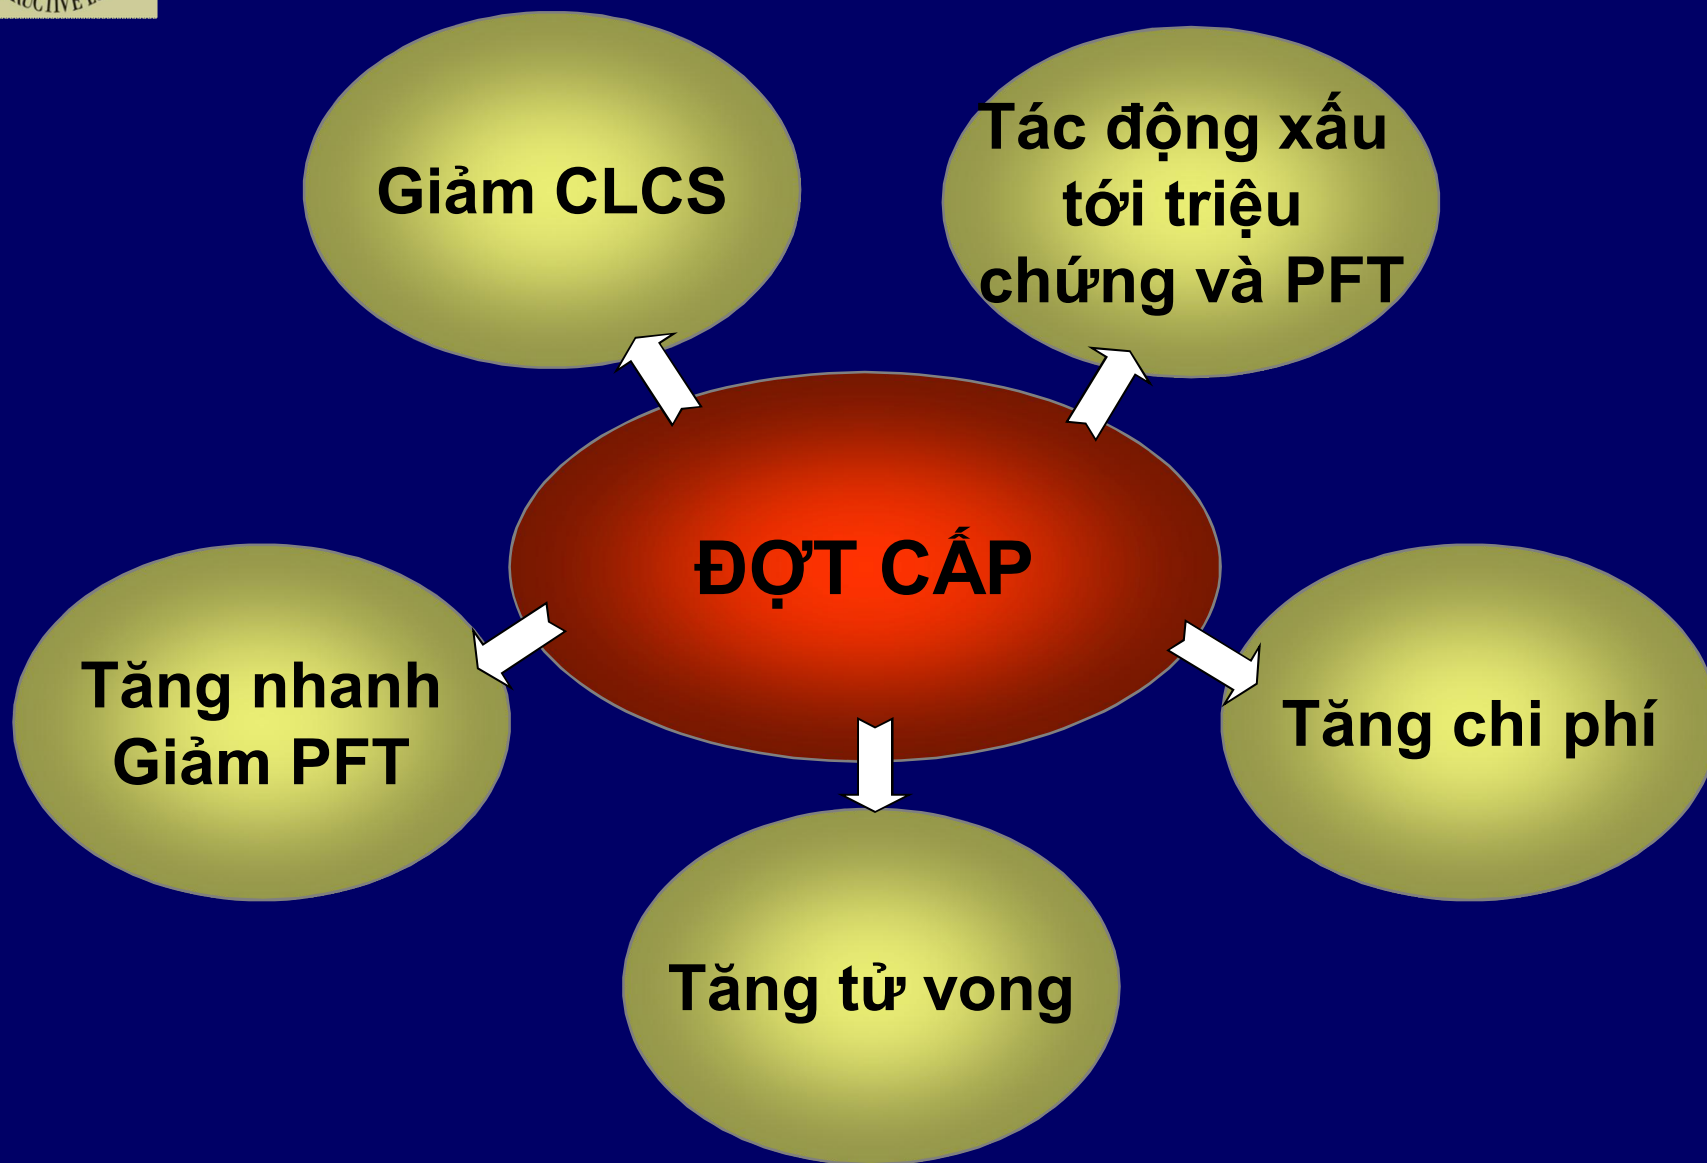 Giảm CLCS
Tác động xấu
tới triệu
chứng và PFT
ĐỢT CẤP
Tăng nhanh
Giảm PFT
Tăng chi phí
Tăng tử vong